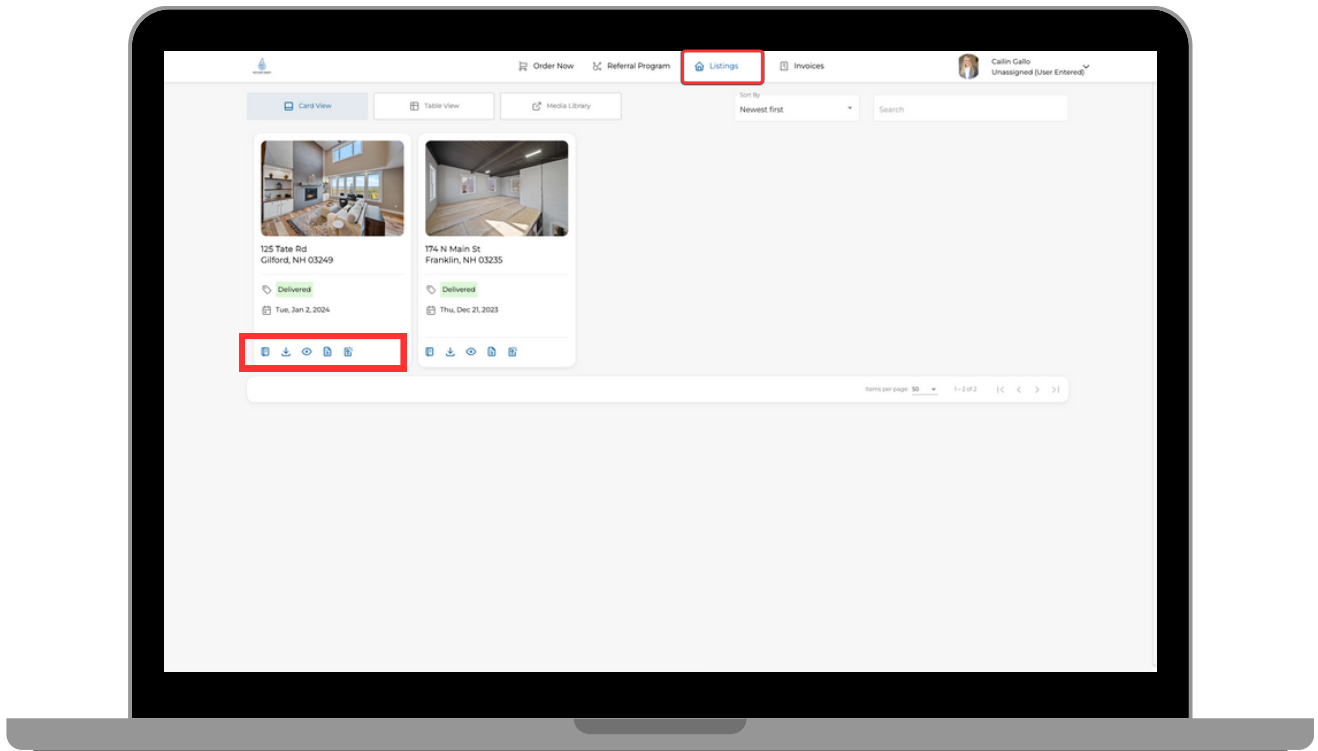 Order Now
Referral Program
Listings
Invoices
Cailin Gallo
Unassigned (User Entered)
Card View
Table View
Media Library
Sort By
Newest first
Search
125 Tate Rd
Gilford, NH 03249
Delivered
Tue, Jan 2, 2024
174 N Main St
Franklin, NH 03235
Delivered
Thu, Dec 21, 2023
Items per page: 50
1 – 2 of 2